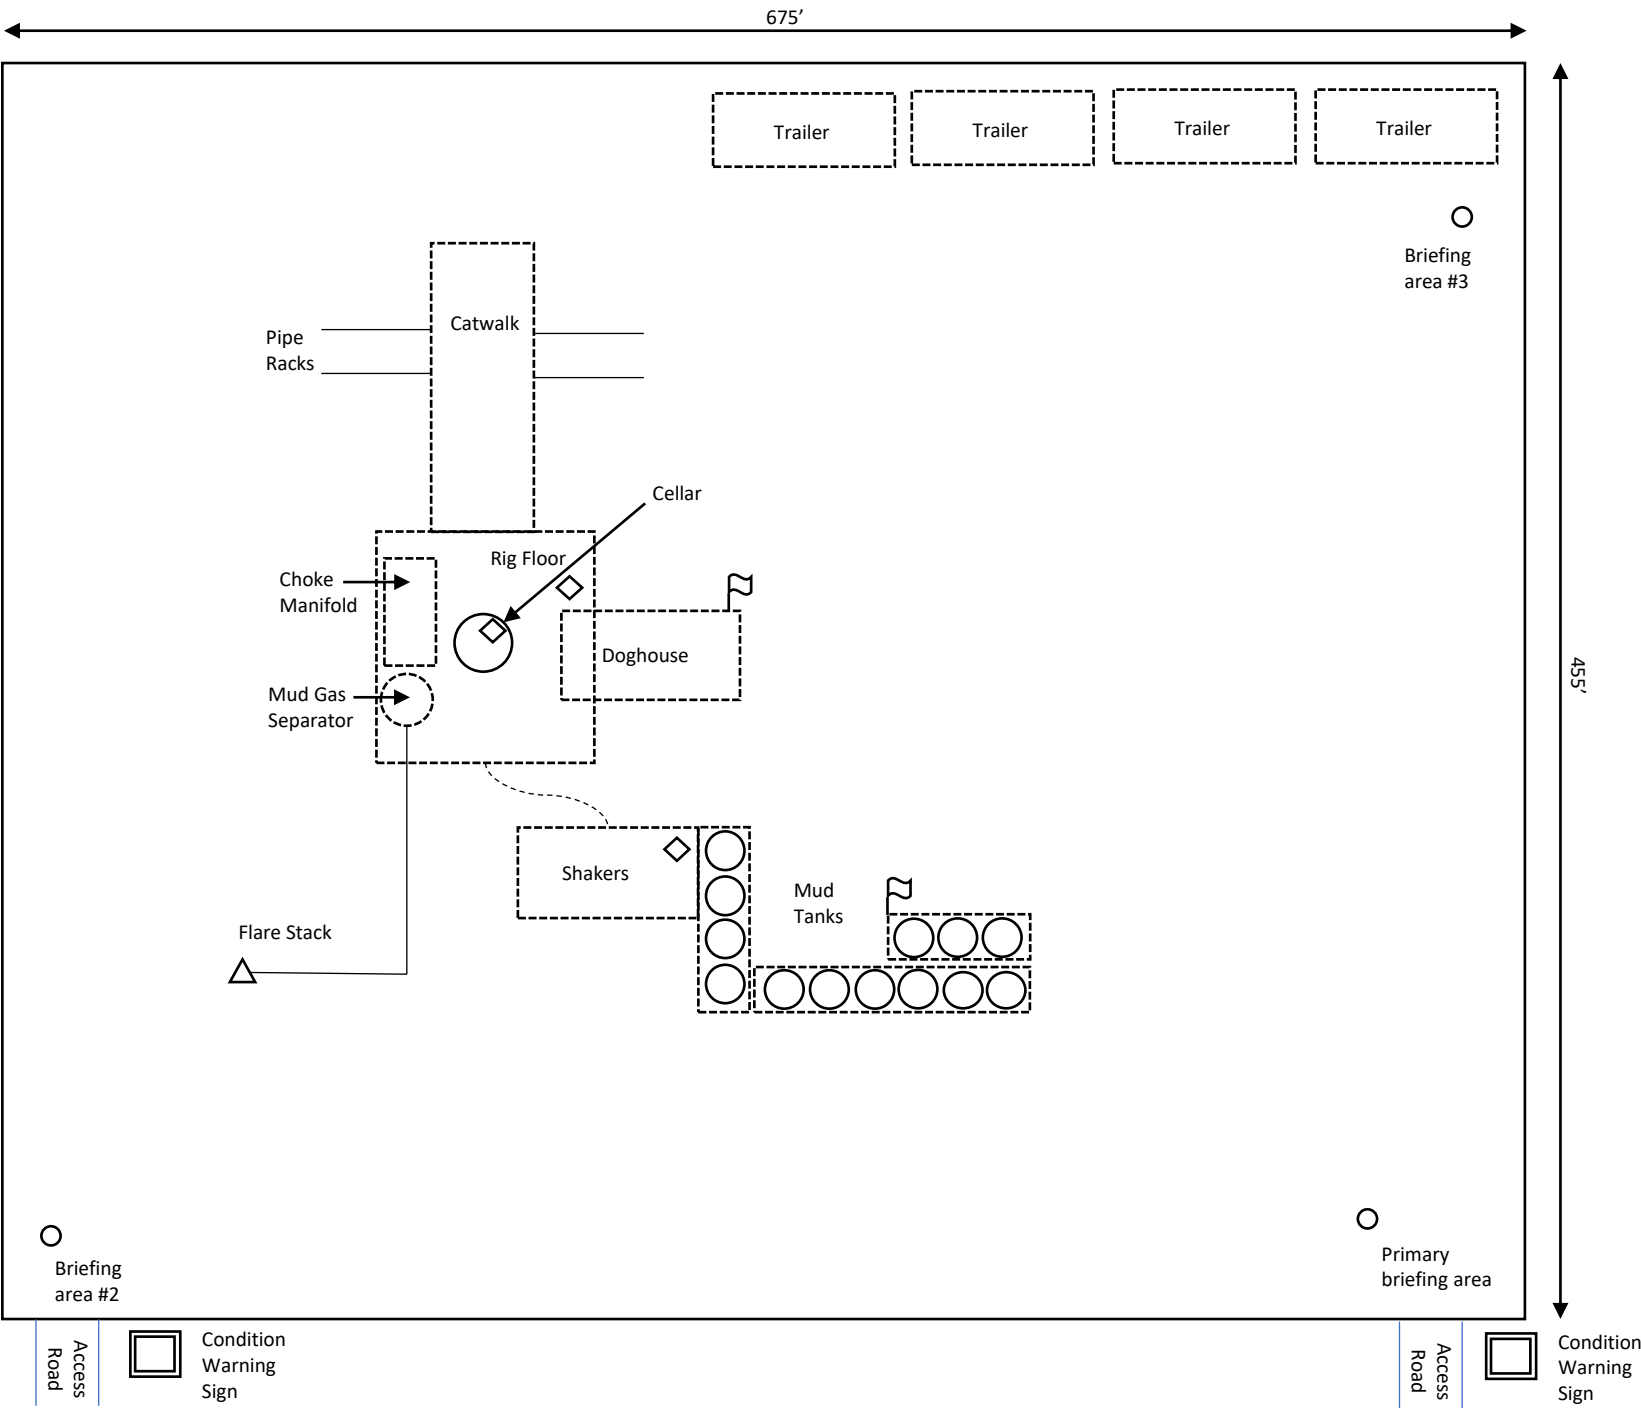 675’
Trailer
Trailer
Trailer
Trailer
Briefing
area #3
Catwalk
Pipe
Racks
Cellar
Rig Floor
Choke
Manifold
Doghouse
455’
Mud Gas
Separator
Shakers
Mud
Tanks
Flare Stack
Primary
briefing area
Briefing
area #2
Access
Road
Condition
Warning
Sign
Access
Road
Condition
Warning
Sign